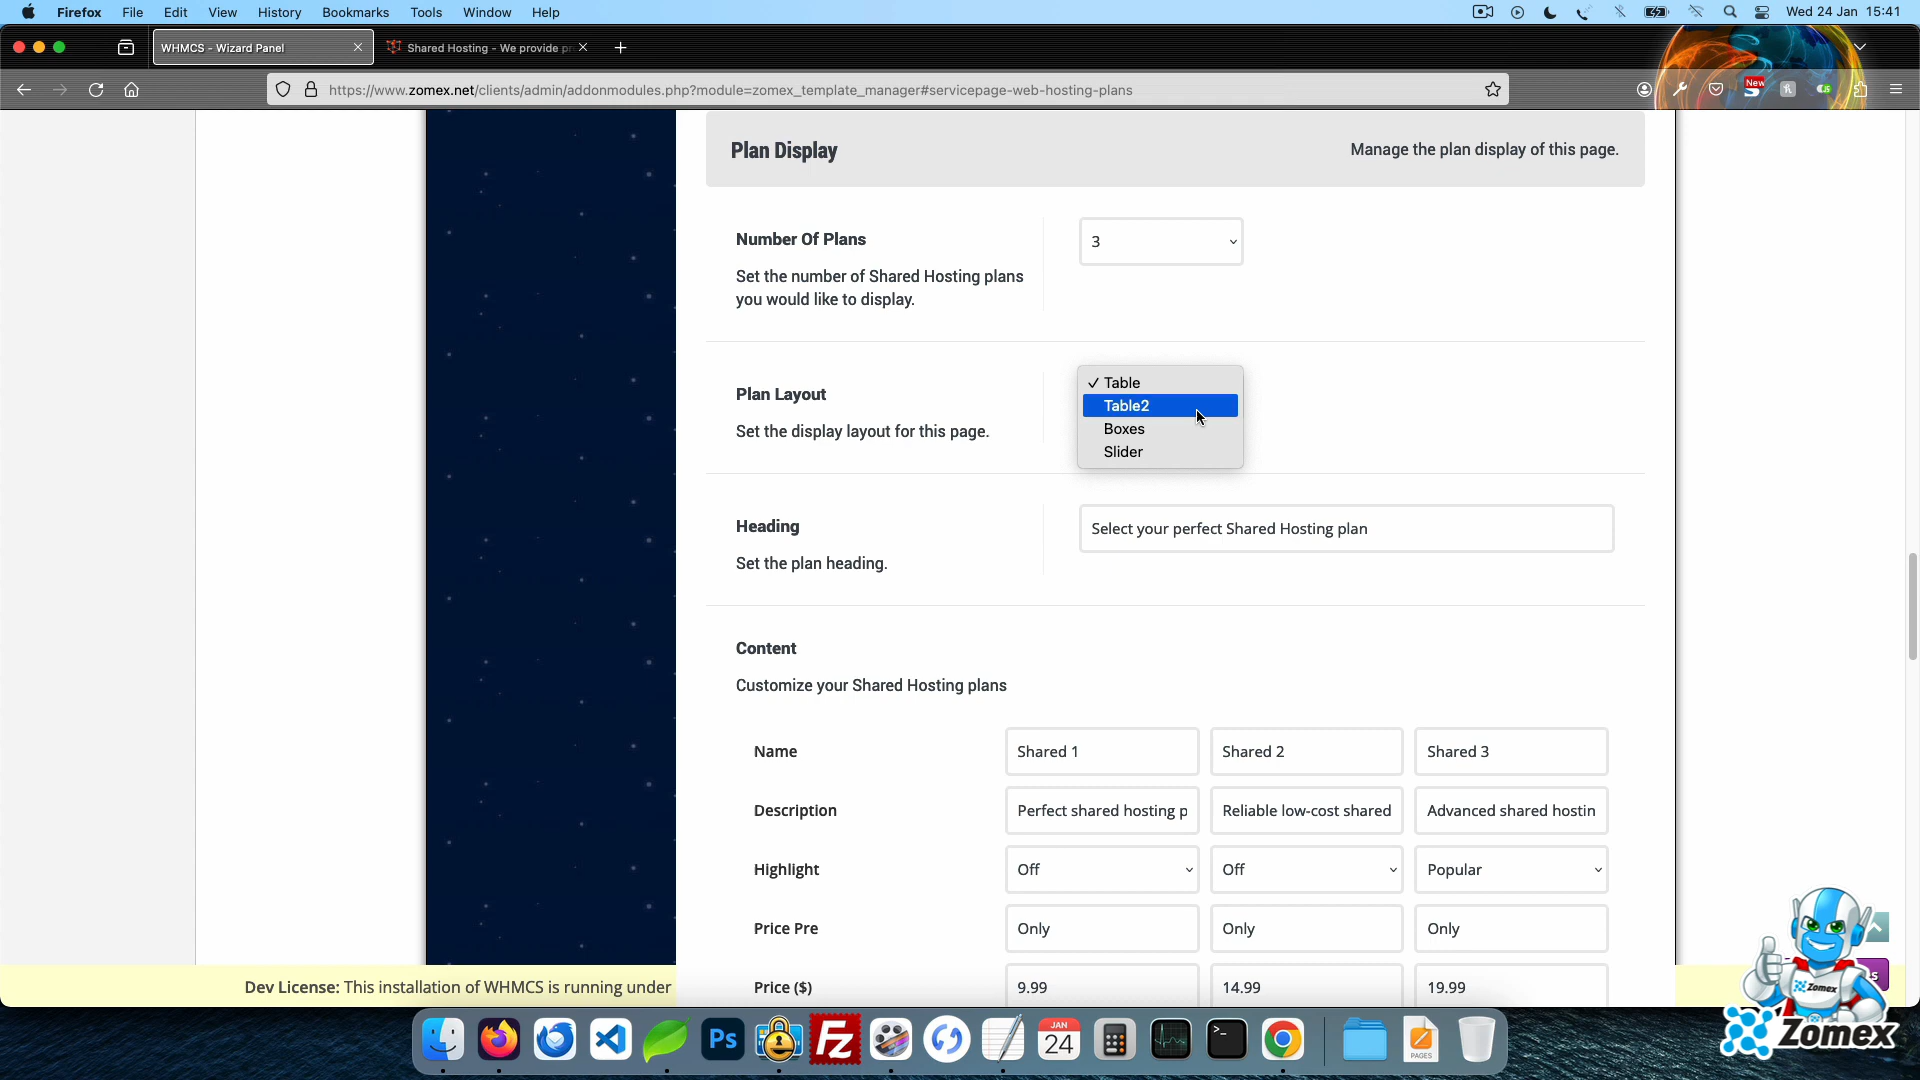 Firefox File Edit View History Bookmarks Tools Window Help
Wed 24 Jan 15:41
WHMCS - Wizard Panel
Shared Hosting - We provide pr
https://www.zomex.net/clients/admin/addonmodules.php?module=zomex_template_manager#servicepage-web-hosting-plans
New
Plan Display
Manage the plan display of this page.
Number Of Plans
3
Set the number of Shared Hosting plans
you would like to display.
Plan Layout
✓ Table
Table2
Boxes
Slider
Set the display layout for this page.
Heading
Select your perfect Shared Hosting plan
Set the plan heading.
Content
Customize your Shared Hosting plans
Name Shared 1 Shared 2 Shared 3
Description Perfect shared hosting p Reliable low-cost shared Advanced shared hostin
Highlight Off Off Popular
Price Pre Only Only Only
Price ($) 9.99 14.99 19.99
Dev License: This installation of WHMCS is running under
Zomex
Zomex
Ps
Fz
JAN
24
PAGES